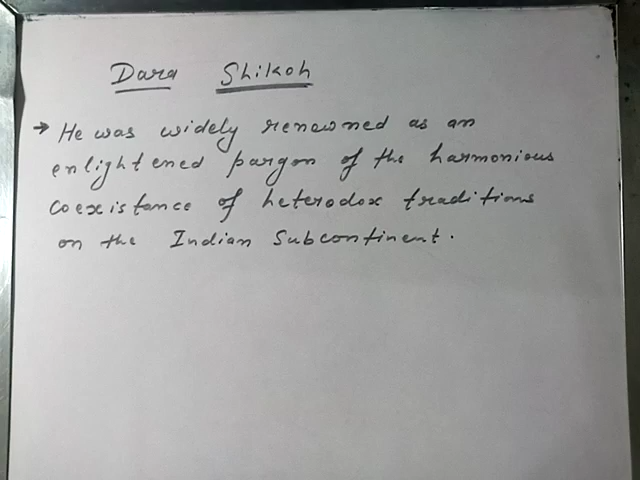 Dara Shikoh
→ He was widely renowned as an
enlightened pargon of the harmonious
coexistance of heterodox traditions
on the Indian Subcontinent.